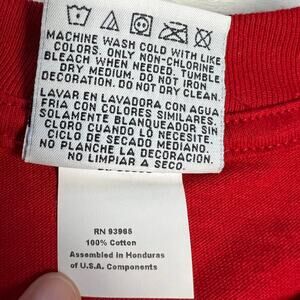 MACHINE WASH COLD WITH LIKE
COLORS. ONLY NON-CHLORINE
BLEACH WHEN NEEDED. TUMBLE
DRY MEDIUM. DO NOT IRON
DECORATION. DO NOT DRY CLEAN.
LAVAR EN LAVADORA CON AGUA
FRIA CON COLORES SIMILARES.
SOLAMENTE BLANQUEADOR SIN
CLORO CUANDO LO NECESITE.
CICLO DE SECADO MEDIANO.
NO PLANCHE LA DECORACION.
NO LIMPIAR A SECO.
RN 93965
100% Cotton
Assembled in Honduras
of U.S.A. Components